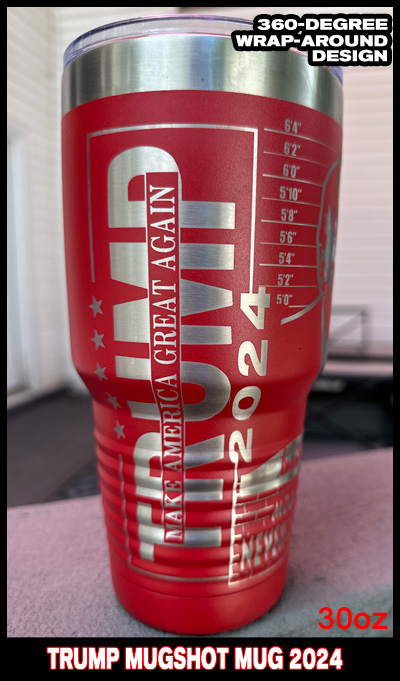 360-DEGREE
WRAP-AROUND
DESIGN
6'4"
6'2"
6'0"
5'10"
5'8"
5'6"
5'4"
5'2"
5'0"
TRUMP
MAKE AMERICA GREAT AGAIN
2024
NEVER
30oz
TRUMP MUGSHOT MUG 2024